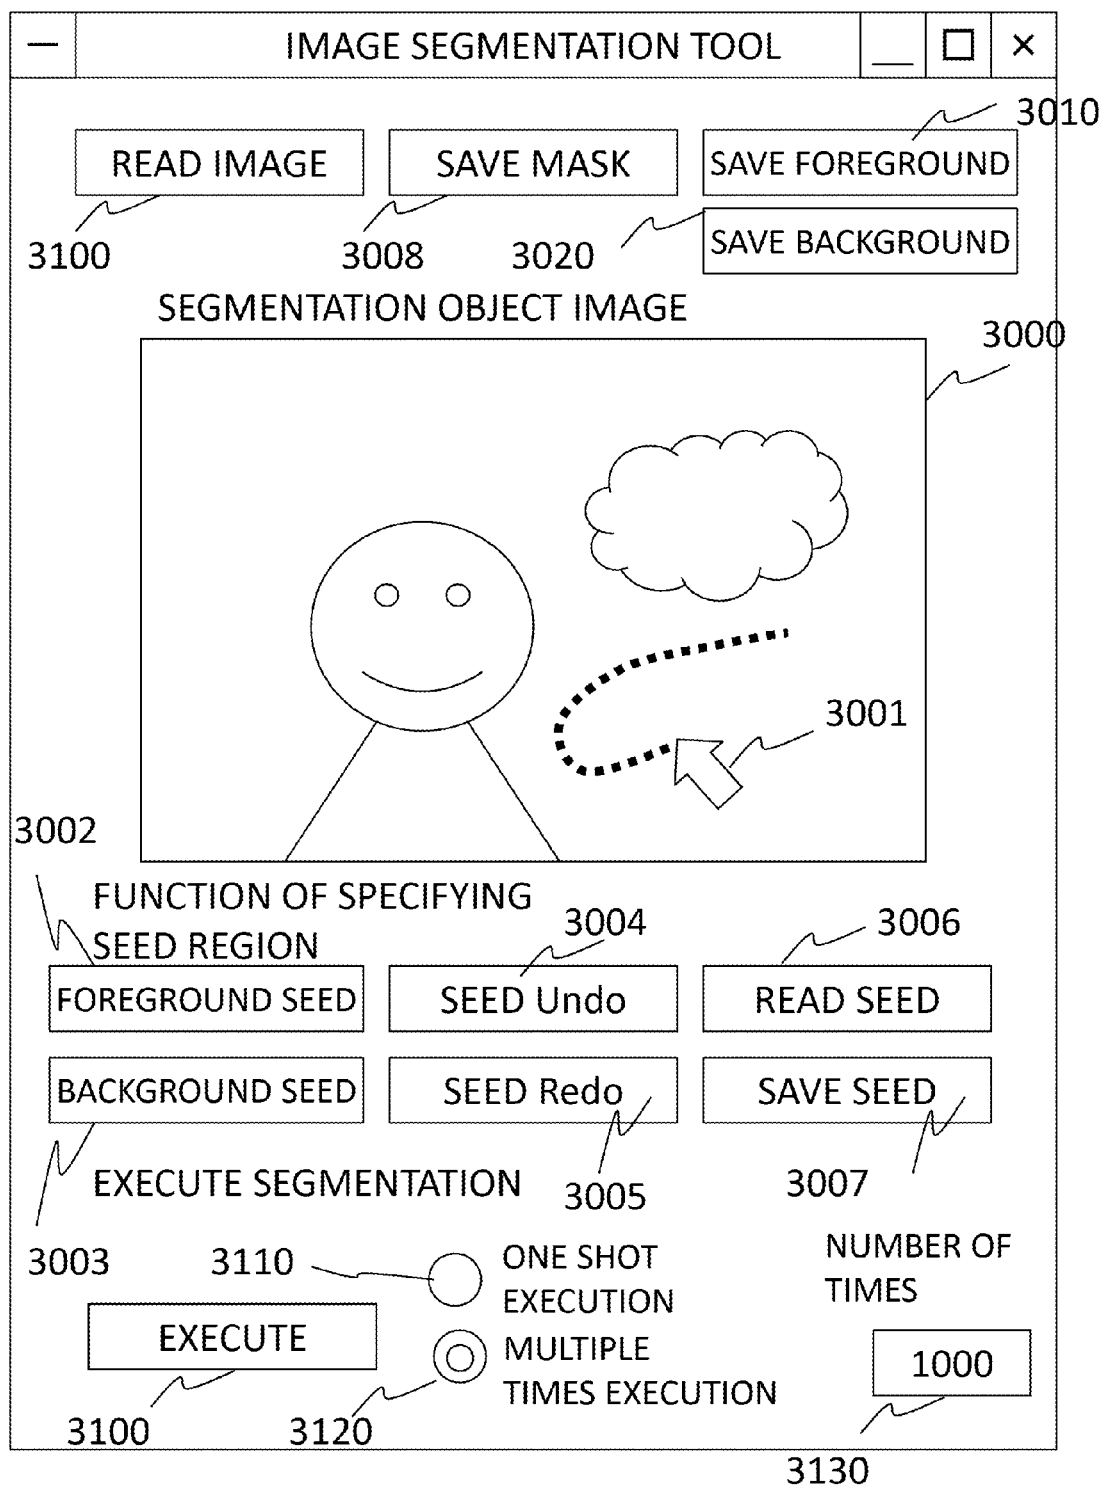 IMAGE SEGMENTATION TOOL
3010
READ IMAGE
SAVE MASK
SAVE FOREGROUND
3100
3008
3020
SAVE BACKGROUND
SEGMENTATION OBJECT IMAGE
3000
3001
3002
FUNCTION OF SPECIFYING
SEED REGION
3004
3006
FOREGROUND SEED
SEED Undo
READ SEED
BACKGROUND SEED
SEED Redo
SAVE SEED
EXECUTE SEGMENTATION
3005
3007
3003
3110
ONE SHOT
EXECUTION
NUMBER OF
TIMES
EXECUTE
MULTIPLE
TIMES EXECUTION
1000
3100
3120
3130